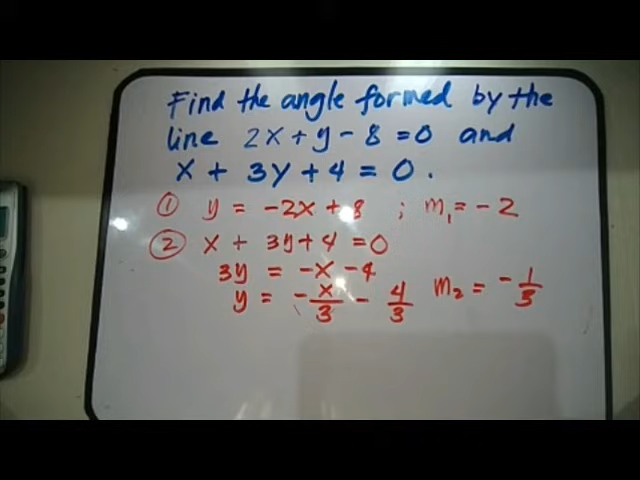 Find the angle formed by the
line 2x + y - 8 = 0 and
x + 3y + 4 = 0.
① y = -2x + 8 ; m₁ = -2
② x + 3y + 4 = 0
3y = -x - 4
y = -x/3 - 4/3 m₂ = -1/3